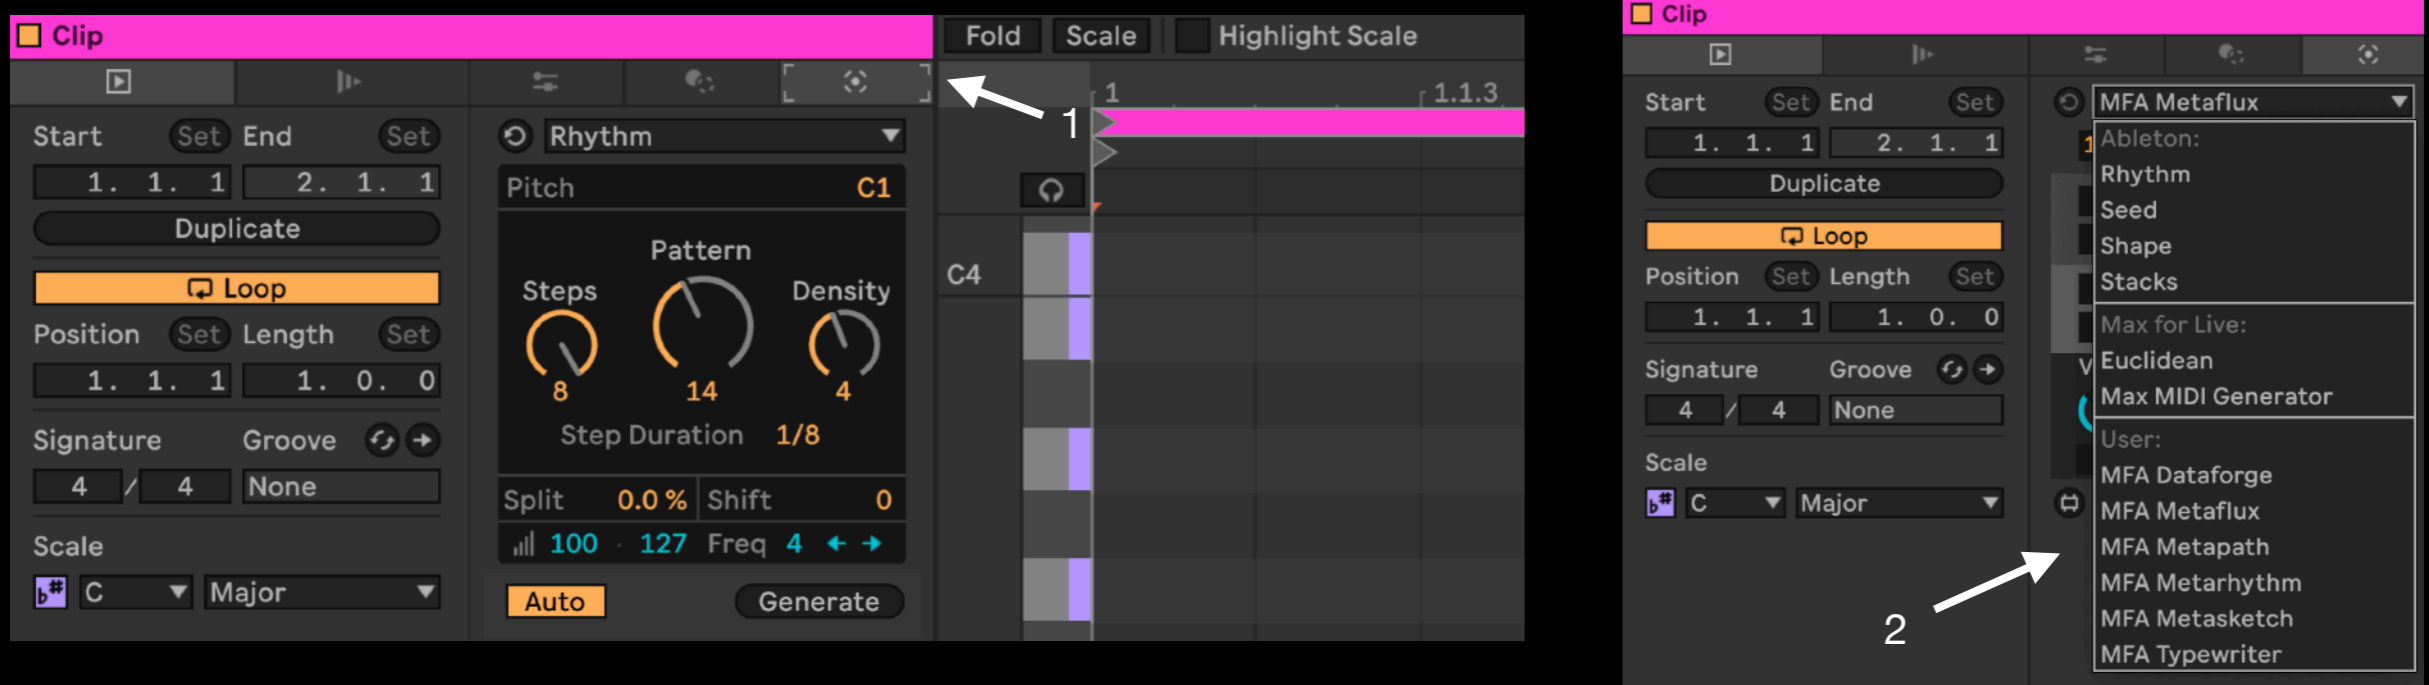 Clip
Start Set End Set
1. 1. 1 2. 1. 1
Duplicate
Loop
Position Set Length Set
1. 1. 1 1. 0. 0
Signature Groove
4 / 4 None
Scale
b# C Major
Rhythm
Pitch C1
Pattern
Steps Density
8 14 4
Step Duration 1/8
Split 0.0 % Shift 0
100 - 127 Freq 4 ← →
Auto Generate
Fold Scale Highlight Scale
1 1.1.3
1
C4
Clip
Start Set End Set
1. 1. 1 2. 1. 1
Duplicate
Loop
Position Set Length Set
1. 1. 1 1. 0. 0
Signature Groove
4 / 4 None
Scale
b# C Major
MFA Metaflux
1
Ableton:
Rhythm
Seed
Shape
Stacks
Max for Live:
V
Euclidean
Max MIDI Generator
User:
MFA Dataforge
MFA Metaflux
MFA Metapath
MFA Metarhythm
MFA Metasketch
MFA Typewriter
2